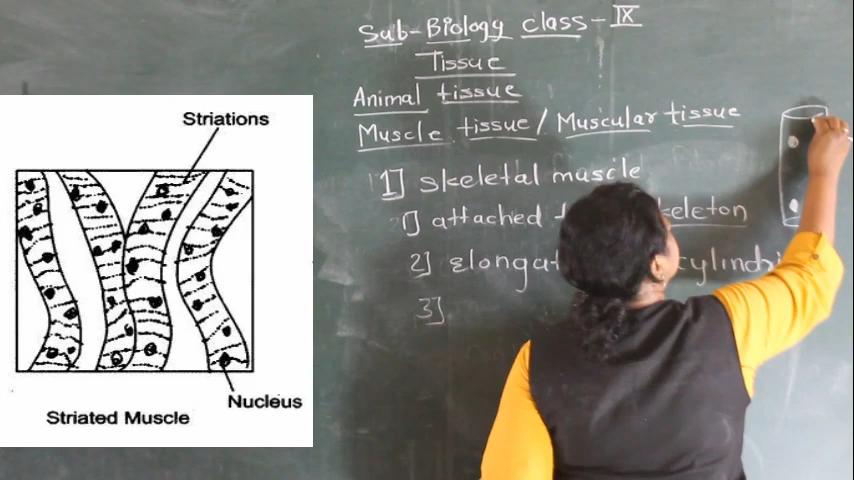 Sub-Biology class-IX
Tissue
Animal tissue
Muscle tissue / Muscular tissue
1] skeletal muscle
1] attached
2] Elongat cylindri
3]
Striations
Nucleus
Striated Muscle